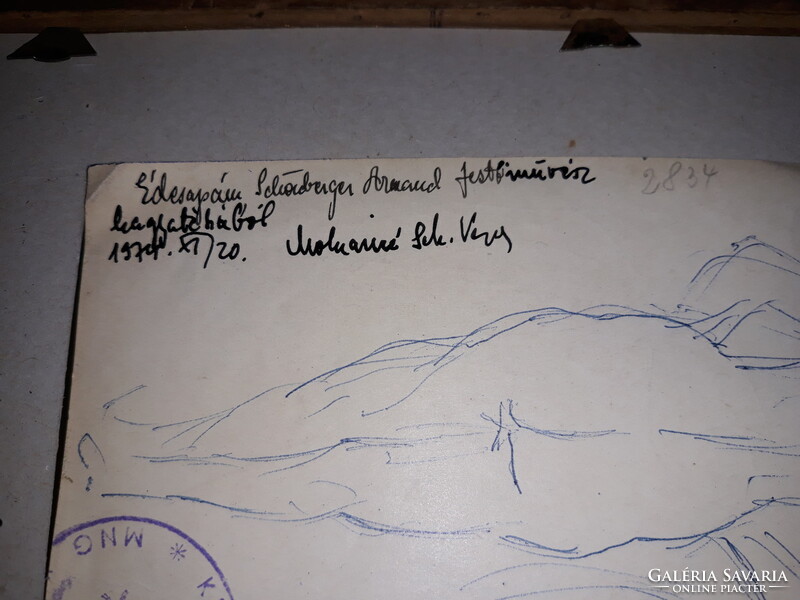 Édesapám Schönberger Armand festőművész 2834
hagyatékából
1974. XI/20. Molnárné Sch. Vera
MNG * K
GALÉRIA SAVARIA
ONLINE PIACTÉR